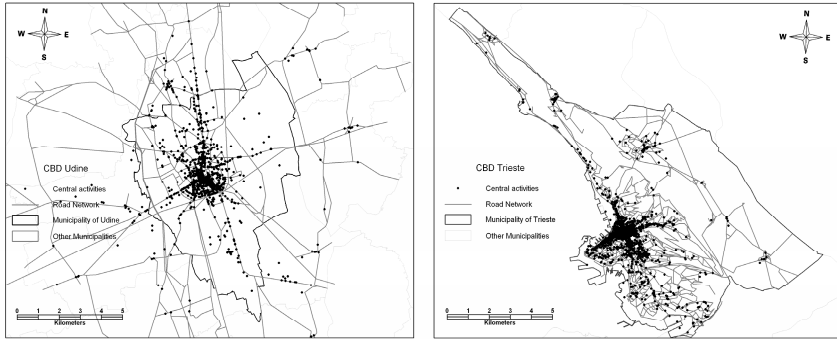 N
W E
S
CBD Udine
Central activities
Road Network
Municipality of Udine
Other Municipalities
0 1 2 3 4 5
Kilometers
N
W E
S
CBD Trieste
Central activities
Road Network
Municipality of Trieste
Other Municipalities
0 1 2 3 4 5
Kilometers